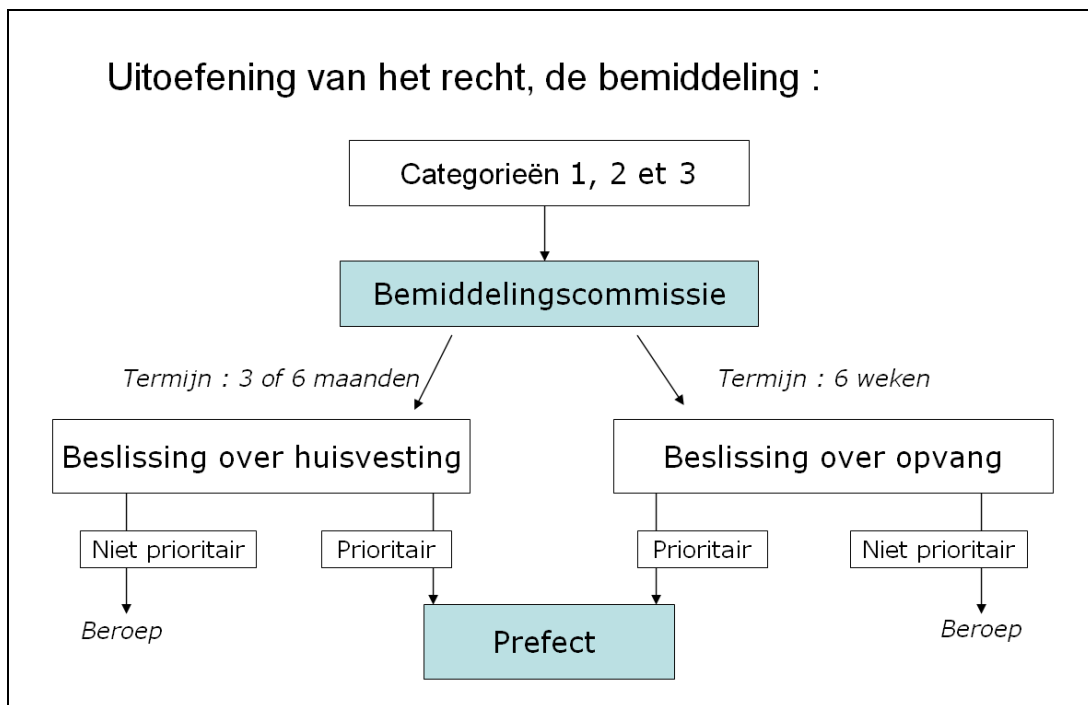 Uitoefening van het recht, de bemiddeling :
Categorieën 1, 2 et 3
Bemiddelingscommissie
Termijn : 3 of 6 maanden
Termijn : 6 weken
Beslissing over huisvesting
Beslissing over opvang
Niet prioritair
Prioritair
Prioritair
Niet prioritair
Beroep
Prefect
Beroep